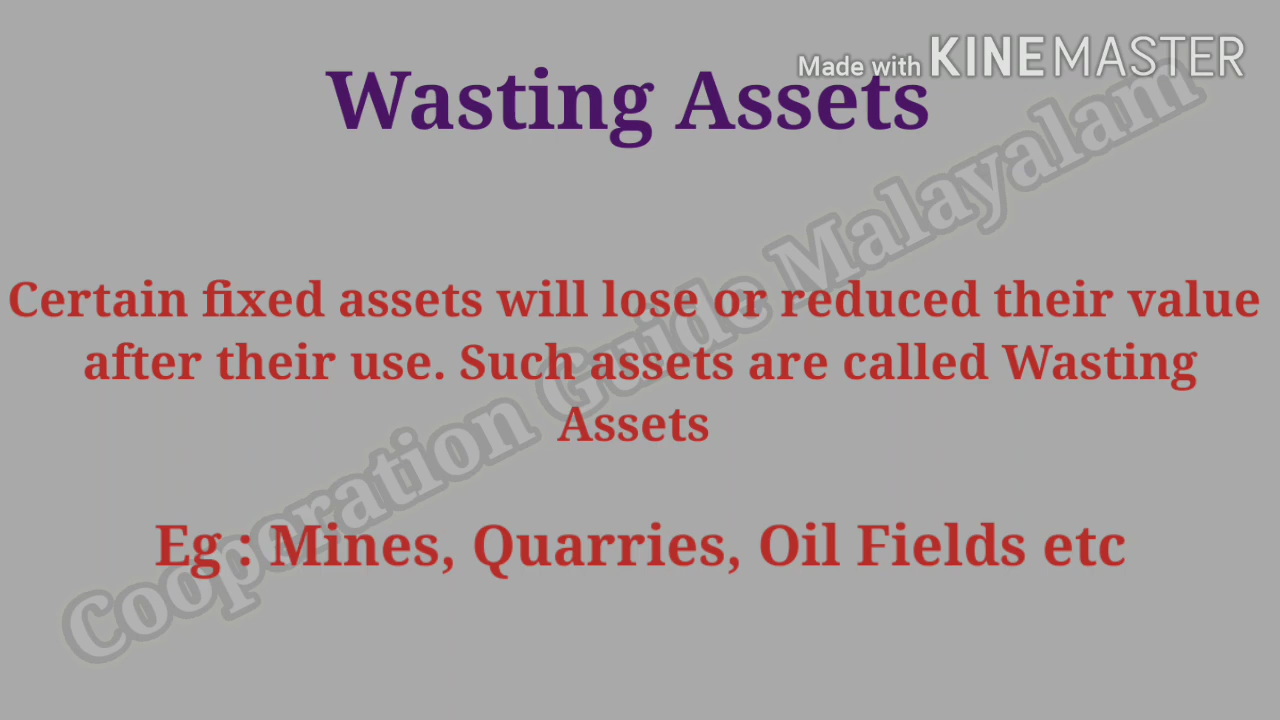 Made with KINEMASTER
Wasting Assets
Certain fixed assets will lose or reduced their value
after their use. Such assets are called Wasting
Assets
Eg : Mines, Quarries, Oil Fields etc
Cooperation Guide Malayalam